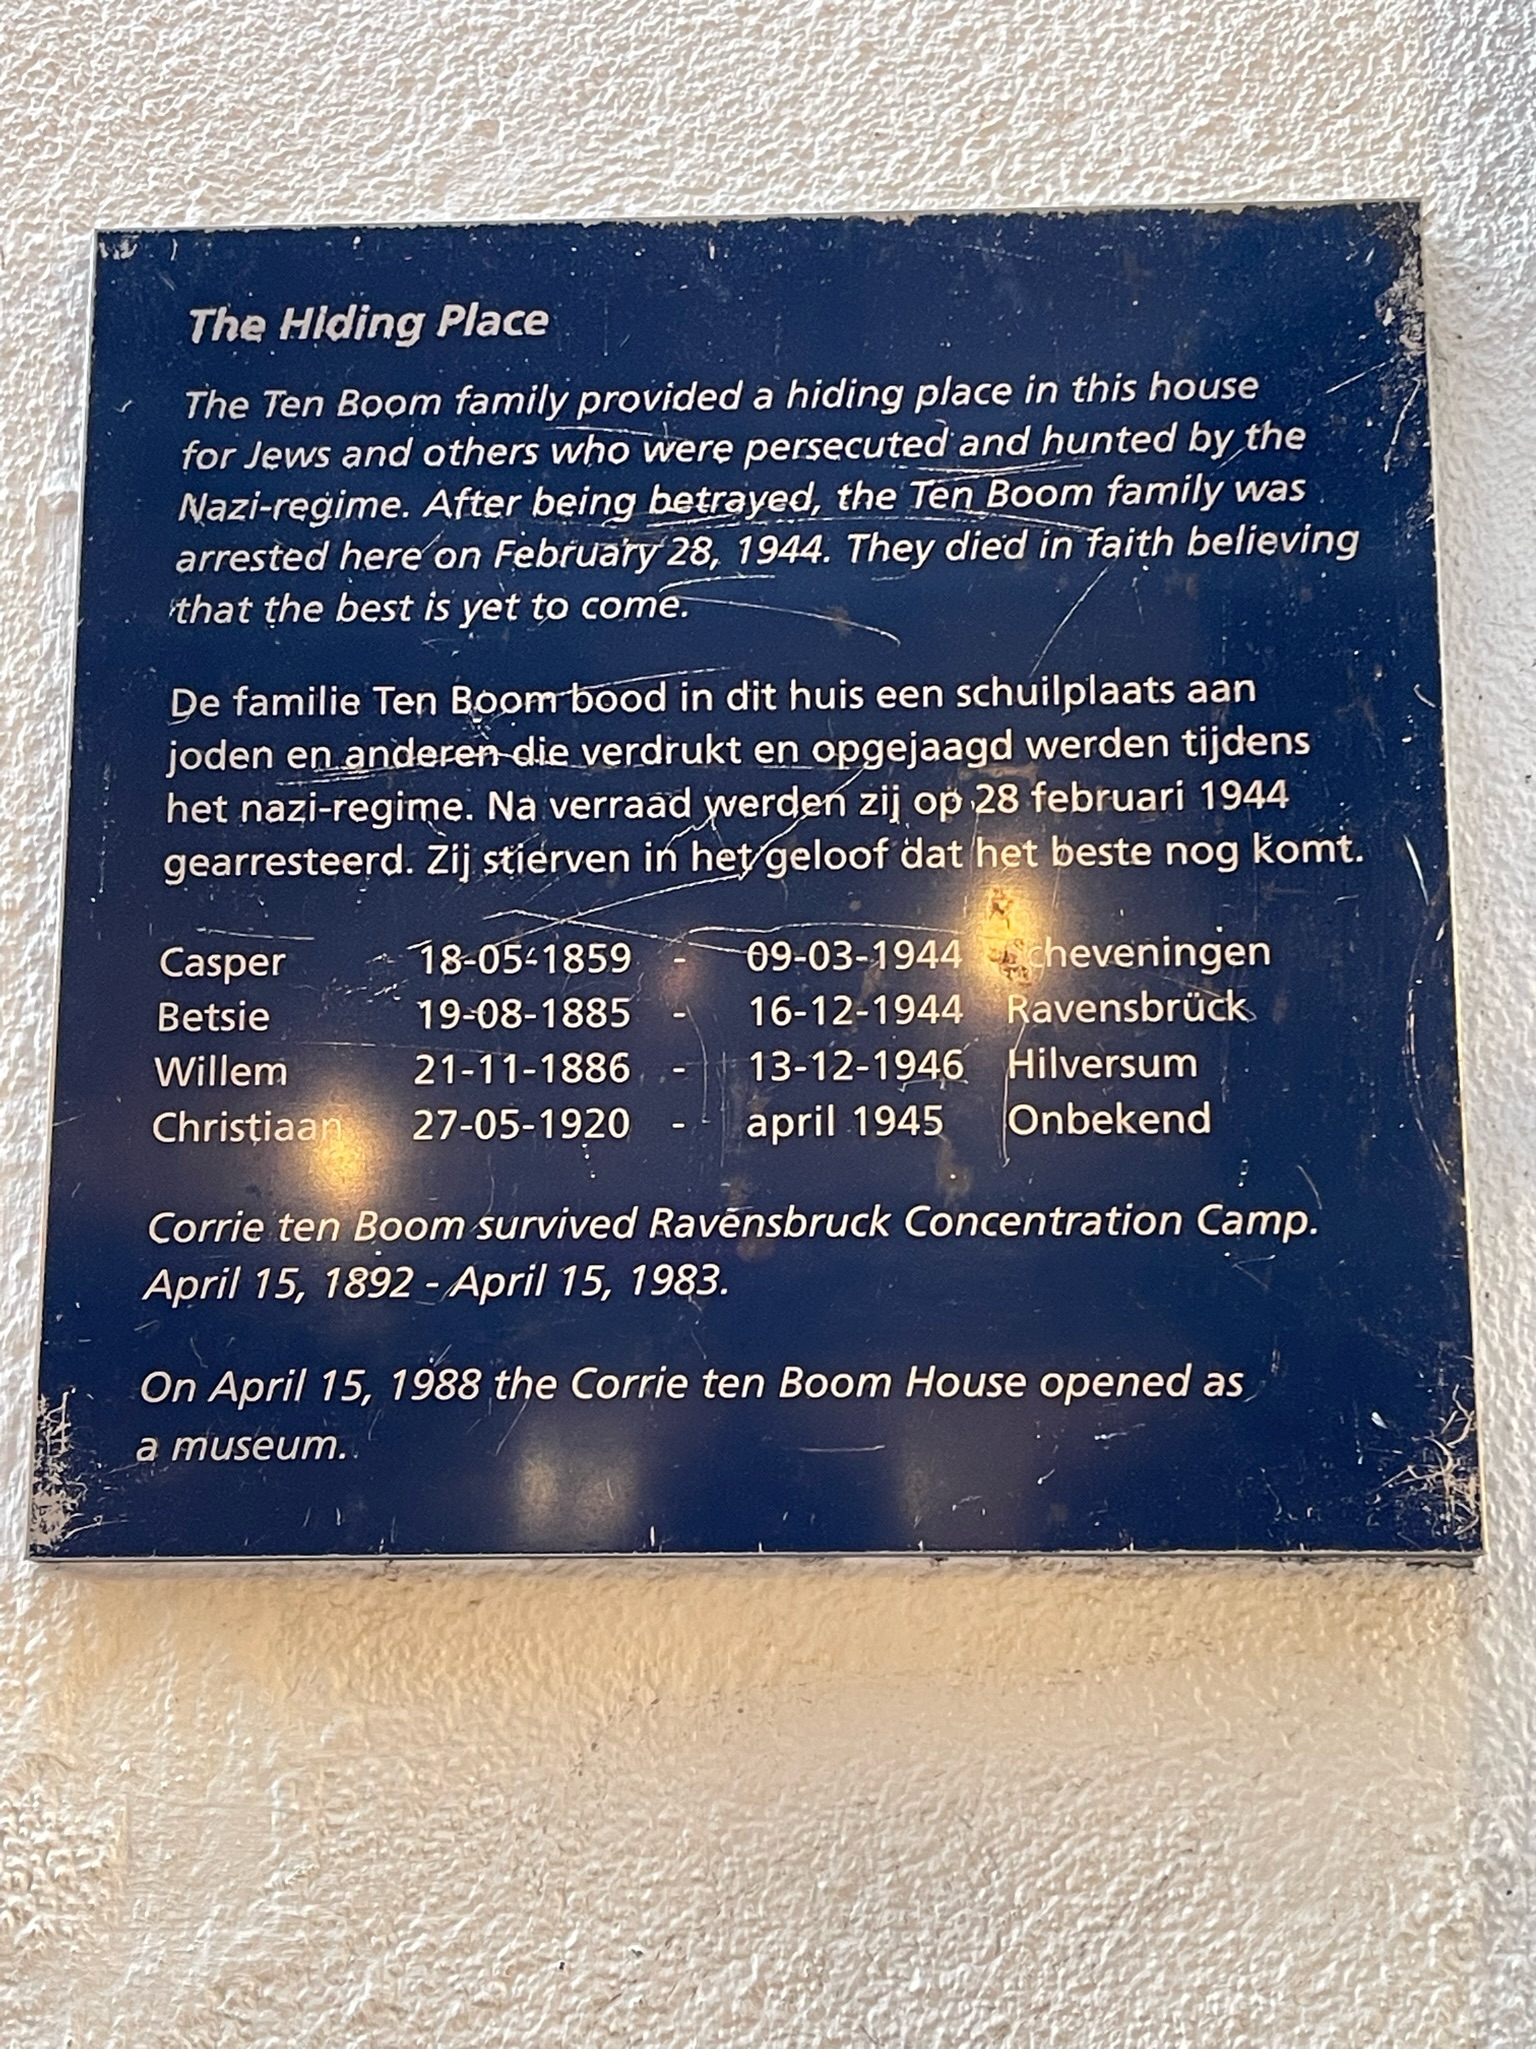 The Hiding Place
The Ten Boom family provided a hiding place in this house
for Jews and others who were persecuted and hunted by the
Nazi-regime. After being betrayed, the Ten Boom family was
arrested here on February 28, 1944. They died in faith believing
that the best is yet to come.
De familie Ten Boom bood in dit huis een schuilplaats aan
joden en anderen die verdrukt en opgejaagd werden tijdens
het nazi-regime. Na verraad werden zij op 28 februari 1944
gearresteerd. Zij stierven in het geloof dat het beste nog komt.
Casper 18-05-1859 - 09-03-1944 Scheveningen
Betsie 19-08-1885 - 16-12-1944 Ravensbrück
Willem 21-11-1886 - 13-12-1946 Hilversum
Christiaan 27-05-1920 - april 1945 Onbekend
Corrie ten Boom survived Ravensbruck Concentration Camp.
April 15, 1892 - April 15, 1983.
On April 15, 1988 the Corrie ten Boom House opened as
a museum.